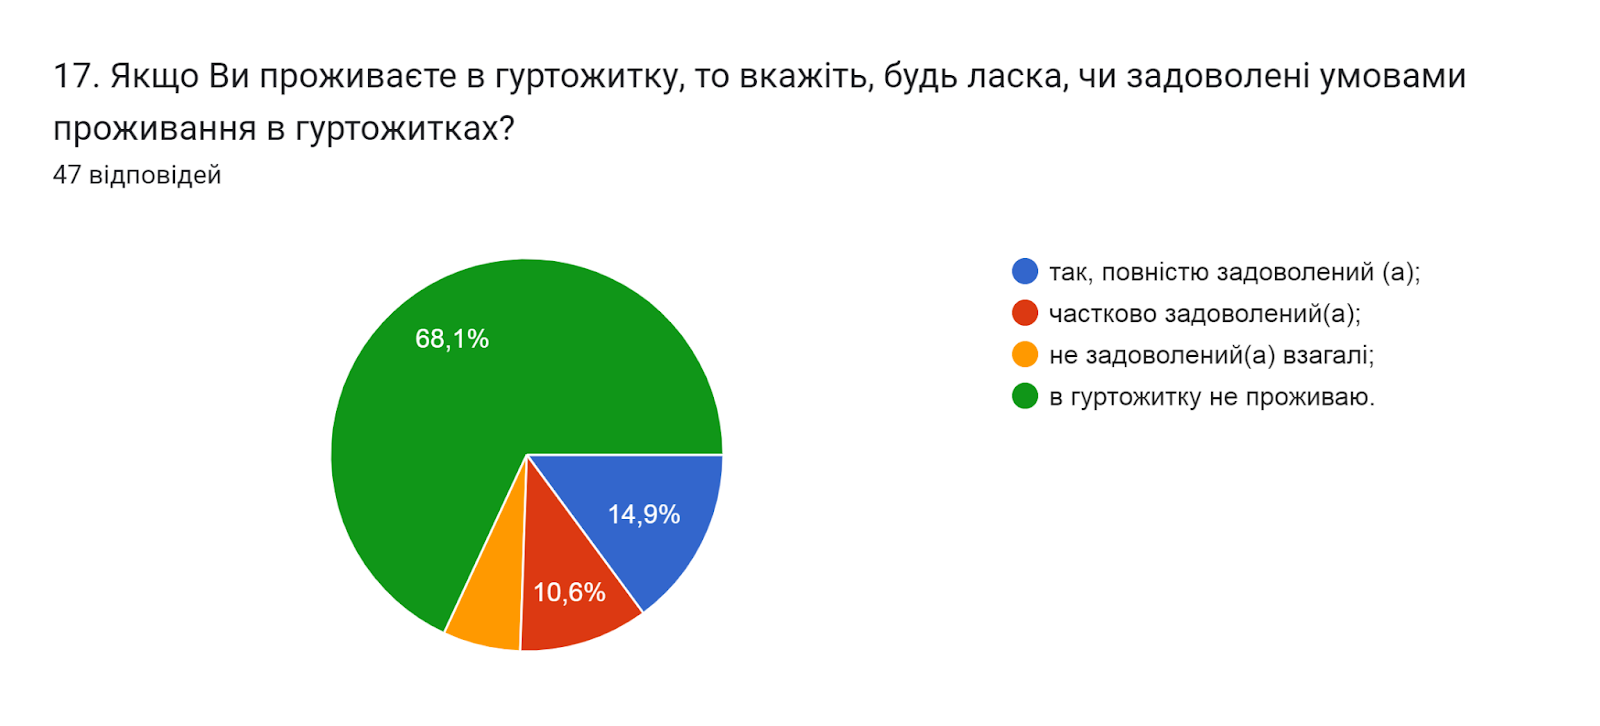 17. Якщо Ви проживаєте в гуртожитку, то вкажіть, будь ласка, чи задоволені умовами
проживання в гуртожитках?
47 відповідей
68,1%
14,9%
10,6%
так, повністю задоволений (а);
частково задоволений(а);
не задоволений(а) взагалі;
в гуртожитку не проживаю.